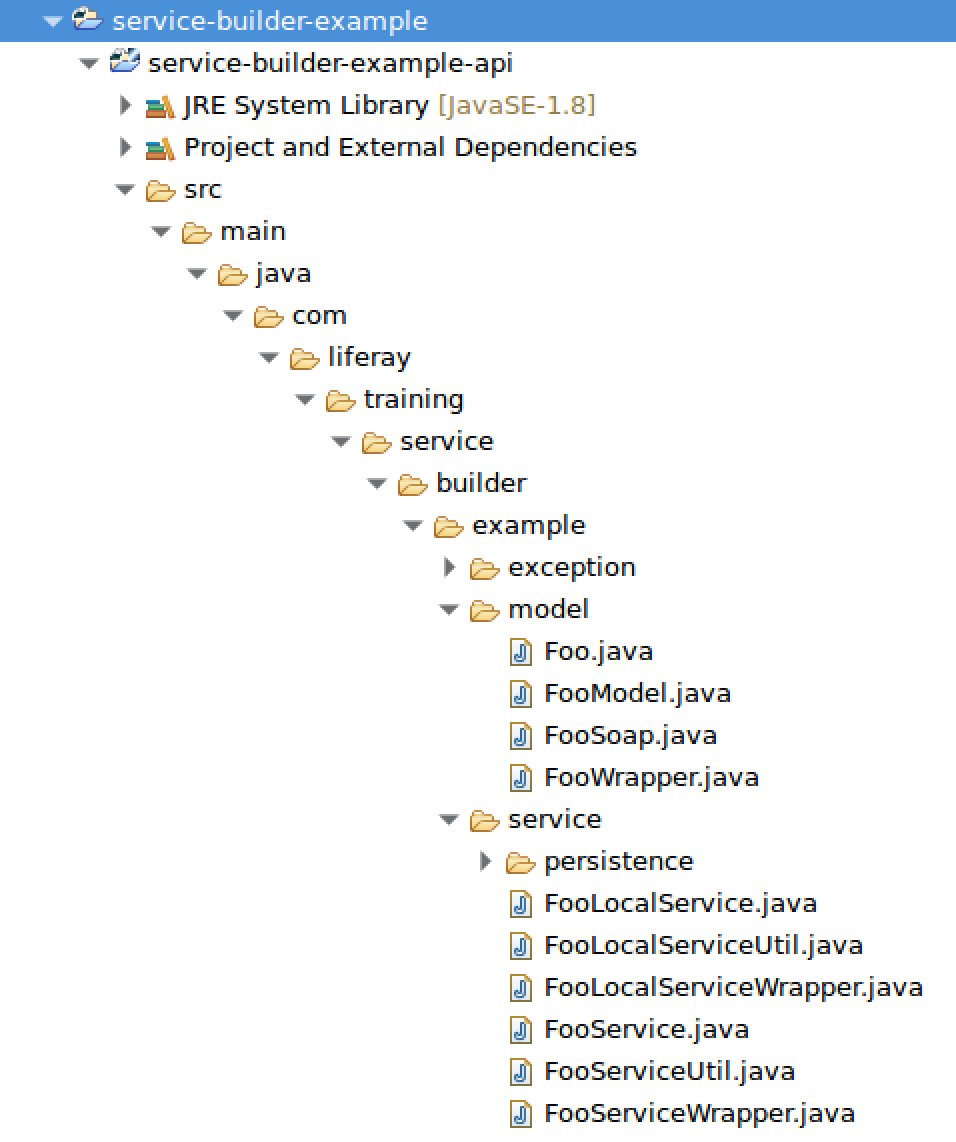 service-builder-example
service-builder-example-api
JRE System Library [JavaSE-1.8]
Project and External Dependencies
src
main
java
com
liferay
training
service
builder
example
exception
model
Foo.java
FooModel.java
FooSoap.java
FooWrapper.java
service
persistence
FooLocalService.java
FooLocalServiceUtil.java
FooLocalServiceWrapper.java
FooService.java
FooServiceUtil.java
FooServiceWrapper.java